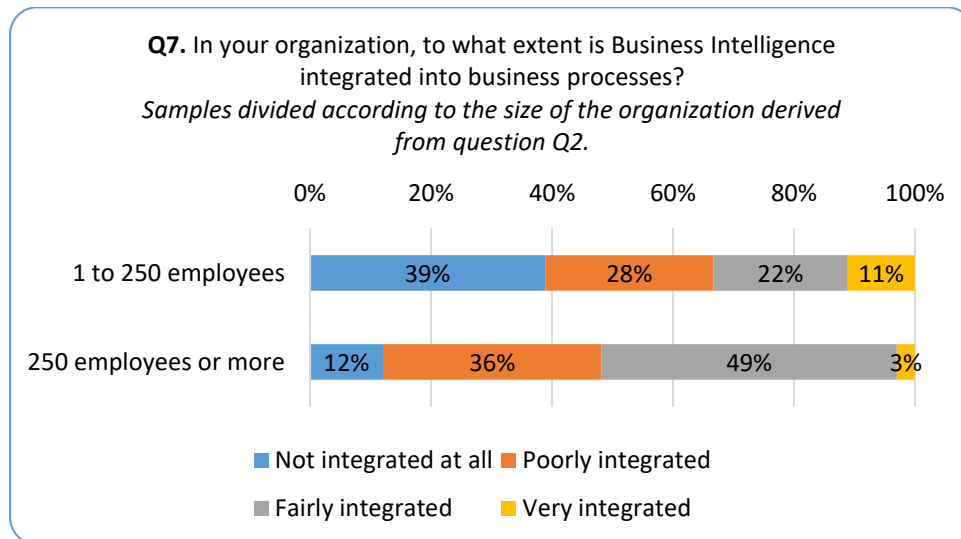 Q7. In your organization, to what extent is Business Intelligence
integrated into business processes?
Samples divided according to the size of the organization derived
from question Q2.
0% 20% 40% 60% 80% 100%
1 to 250 employees 39% 28% 22% 11%
250 employees or more 12% 36% 49% 3%
Not integrated at all Poorly integrated
Fairly integrated Very integrated